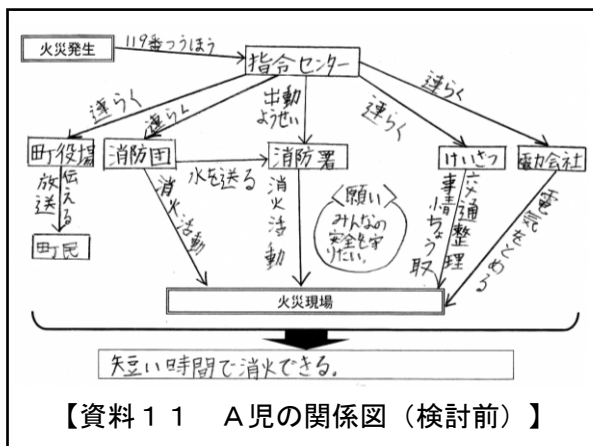 火災発生
119番つうほう
指令センター
連らく
連らく
出動
ようせい
連らく
連らく
町役場
消防団
水を送る
消防署
けいさつ
電力会社
放送
伝える
町民
消火活動
消火活動
願い
みんなの
安全を守
りたい。
交通整理
事情ちょう取
電気をとめる
火災現場
短い時間で消火できる。
【資料11 A児の関係図(検討前)】